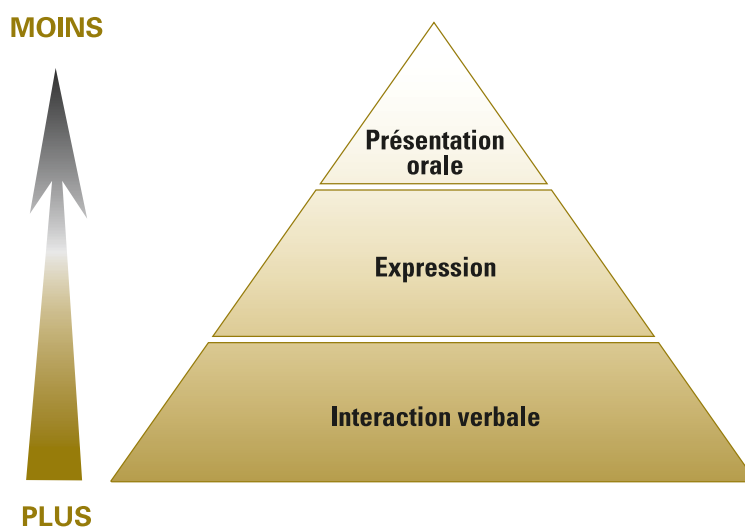 MOINS
Présentation
orale
Expression
Interaction verbale
PLUS